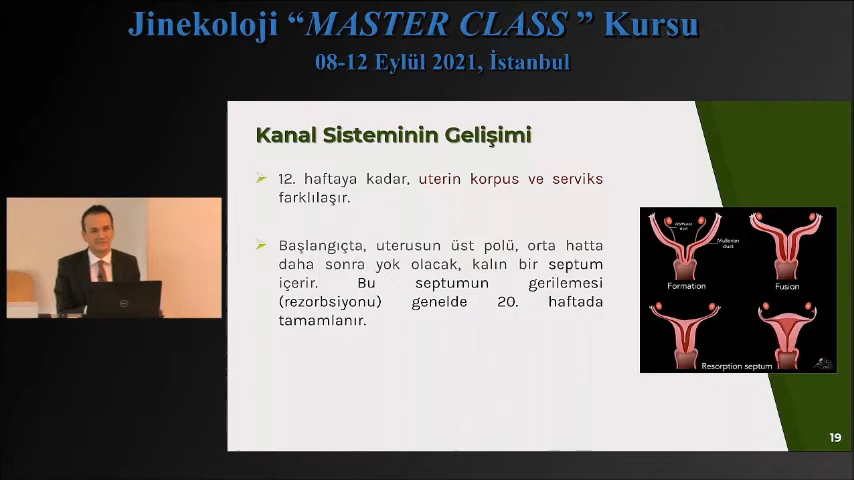 Jinekoloji “MASTER CLASS ” Kursu
08-12 Eylül 2021, İstanbul
Kanal Sisteminin Gelişimi
12. haftaya kadar, uterin korpus ve serviks
farklılaşır.
Başlangıçta, uterusun üst polü, orta hatta
daha sonra yok olacak, kalın bir septum
içerir. Bu septumun gerilemesi
(rezorbsiyonu) genelde 20. haftada
tamamlanır.
duct
Mullerian
duct
Formation
Fusion
Resorption septum
19